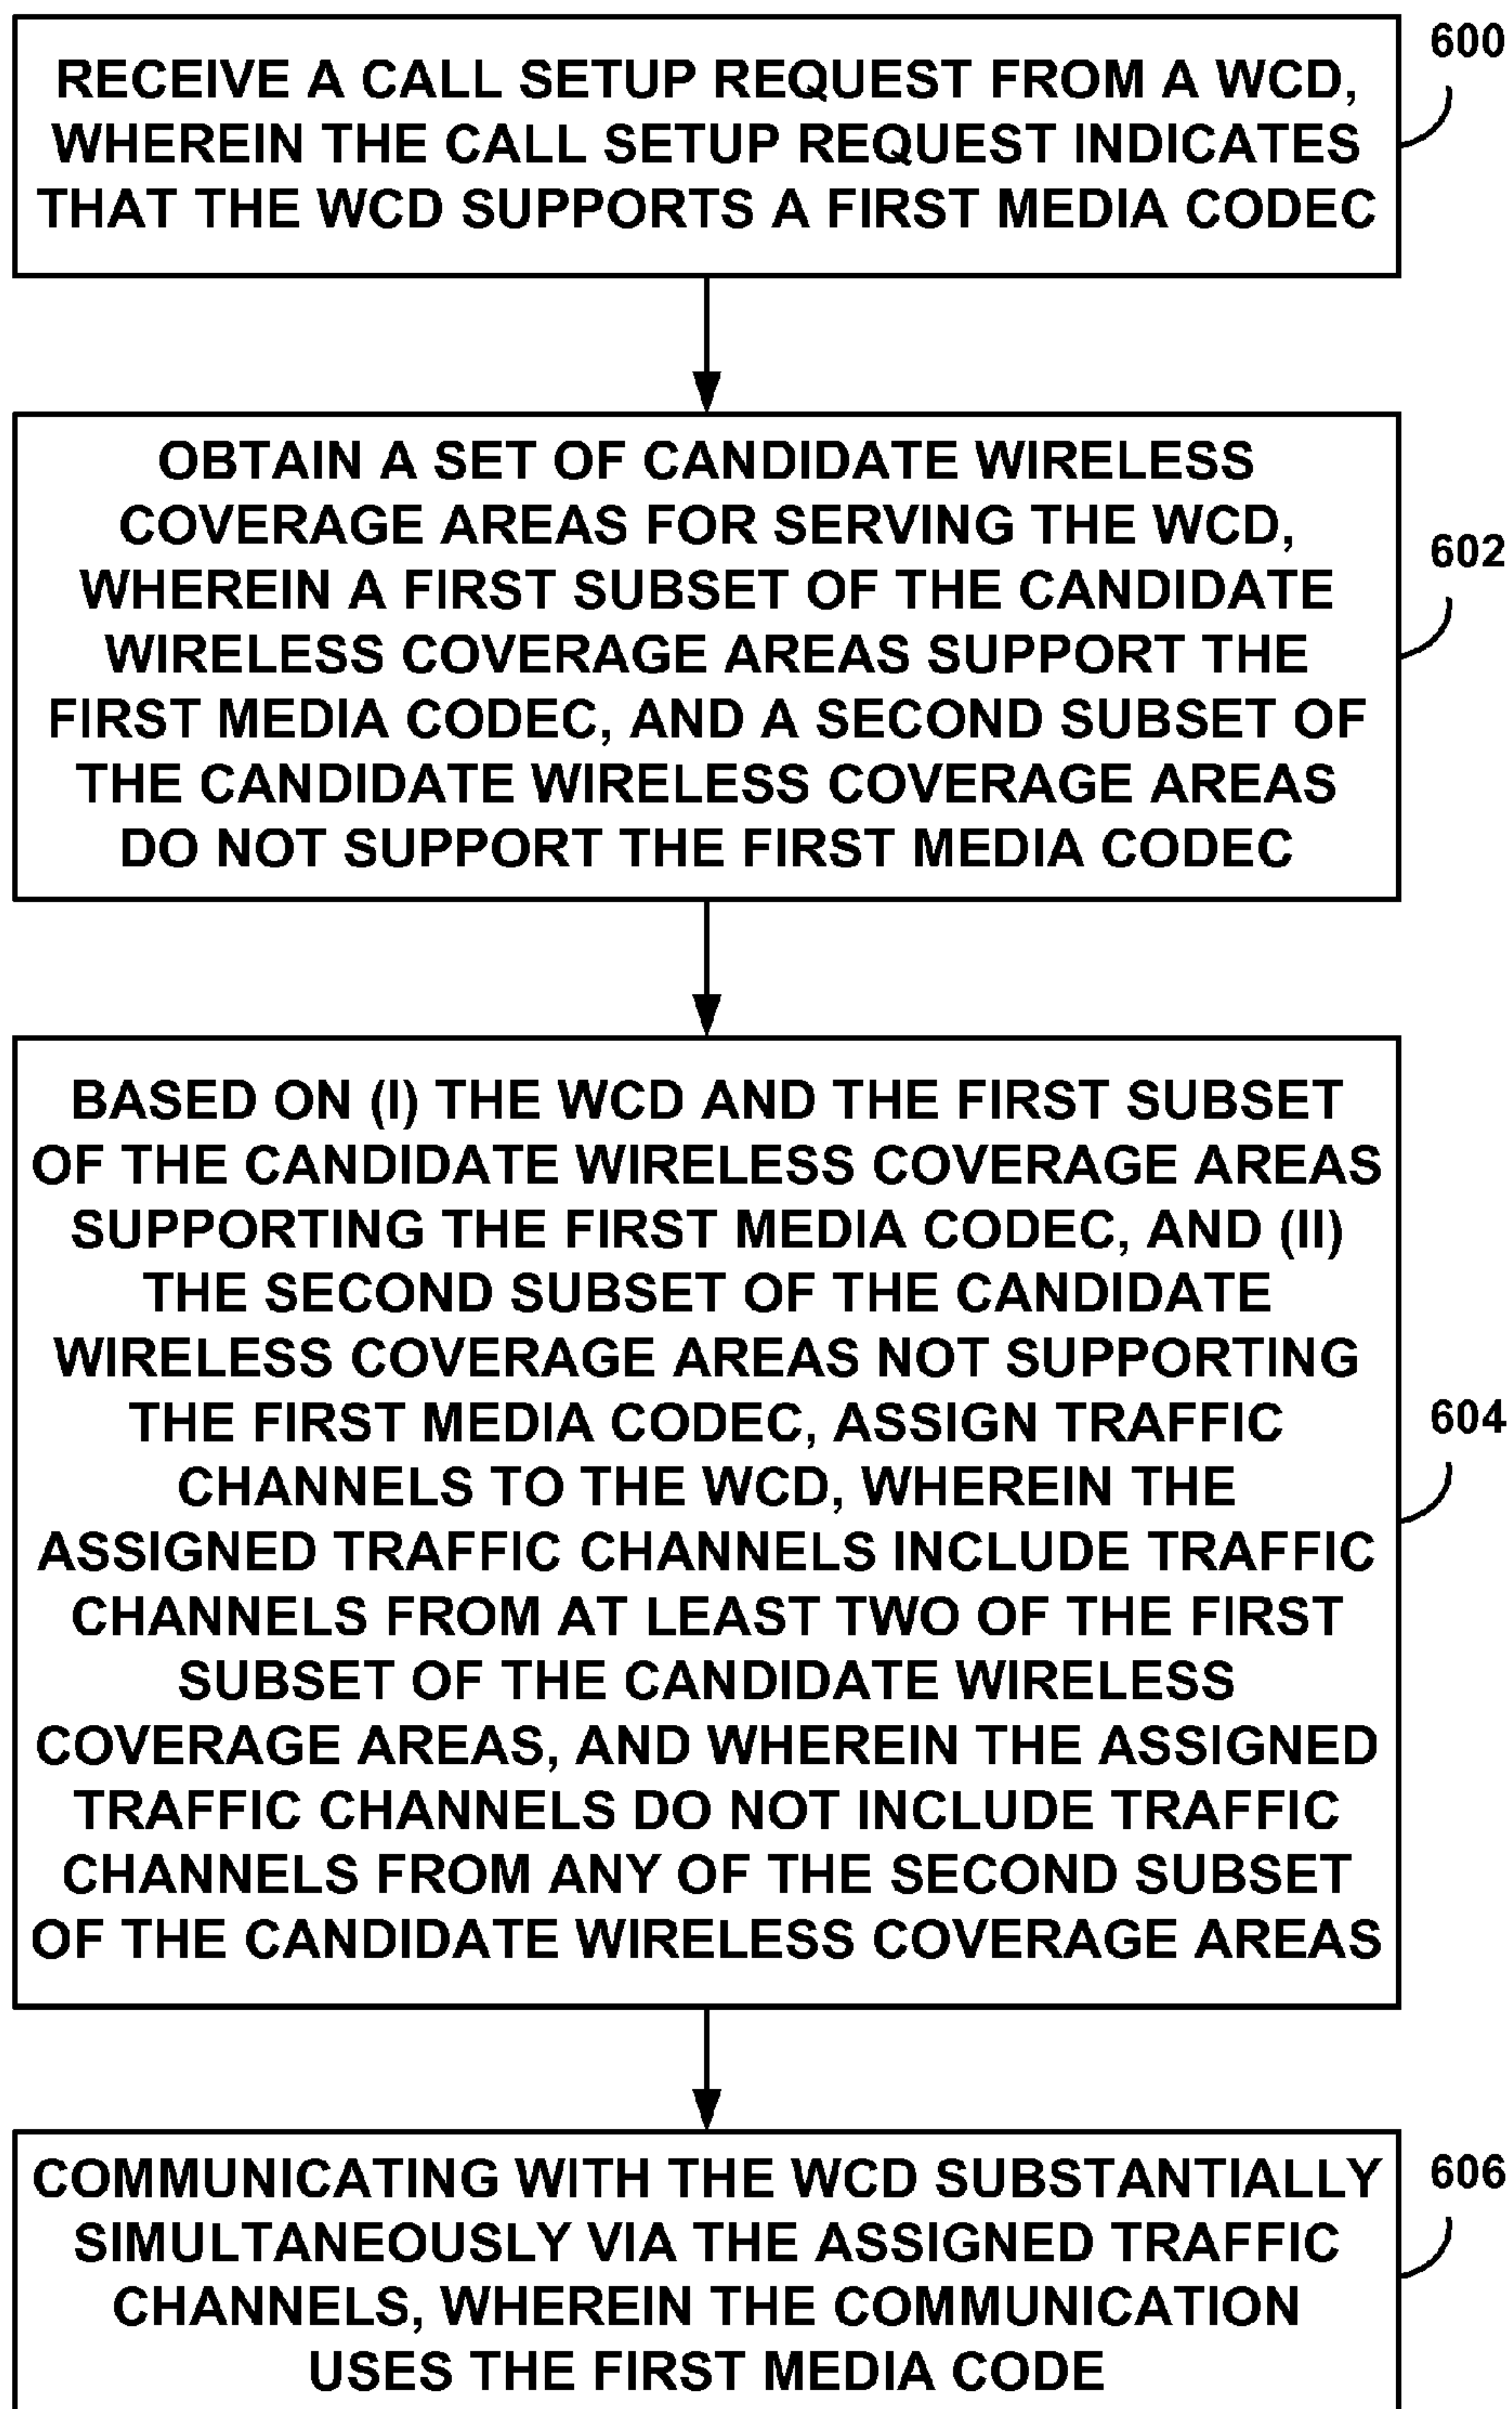 600
RECEIVE A CALL SETUP REQUEST FROM A WCD,
WHEREIN THE CALL SETUP REQUEST INDICATES
THAT THE WCD SUPPORTS A FIRST MEDIA CODEC
OBTAIN A SET OF CANDIDATE WIRELESS
COVERAGE AREAS FOR SERVING THE WCD,
602
WHEREIN A FIRST SUBSET OF THE CANDIDATE
WIRELESS COVERAGE AREAS SUPPORT THE
FIRST MEDIA CODEC, AND A SECOND SUBSET OF
THE CANDIDATE WIRELESS COVERAGE AREAS
DO NOT SUPPORT THE FIRST MEDIA CODEC
BASED ON (I) THE WCD AND THE FIRST SUBSET
OF THE CANDIDATE WIRELESS COVERAGE AREAS
SUPPORTING THE FIRST MEDIA CODEC, AND (II)
THE SECOND SUBSET OF THE CANDIDATE
WIRELESS COVERAGE AREAS NOT SUPPORTING
THE FIRST MEDIA CODEC, ASSIGN TRAFFIC
604
CHANNELS TO THE WCD, WHEREIN THE
ASSIGNED TRAFFIC CHANNELS INCLUDE TRAFFIC
CHANNELS FROM AT LEAST TWO OF THE FIRST
SUBSET OF THE CANDIDATE WIRELESS
COVERAGE AREAS, AND WHEREIN THE ASSIGNED
TRAFFIC CHANNELS DO NOT INCLUDE TRAFFIC
CHANNELS FROM ANY OF THE SECOND SUBSET
OF THE CANDIDATE WIRELESS COVERAGE AREAS
COMMUNICATING WITH THE WCD SUBSTANTIALLY
606
SIMULTANEOUSLY VIA THE ASSIGNED TRAFFIC
CHANNELS, WHEREIN THE COMMUNICATION
USES THE FIRST MEDIA CODE